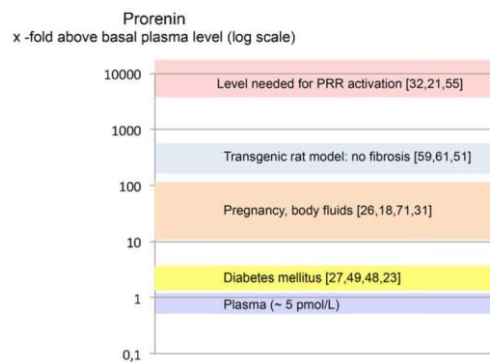 Prorenin
x -fold above basal plasma level (log scale)
10000
Level needed for PRR activation [32,21,55]
1000
Transgenic rat model: no fibrosis [59,61,51]
100
Pregnancy, body fluids [26,18,71,31]
10
Diabetes mellitus [27,49,48,23]
1
Plasma (~ 5 pmol/L)
0,1